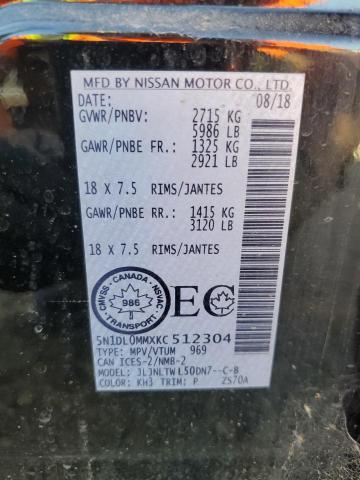 MFD BY NISSAN MOTOR CO., LTD.
DATE: 08/18
GVWR/PNBV: 2715 KG
5986 LB
GAWR/PNBE FR.: 1325 KG
2921 LB
18 X 7.5 RIMS/JANTES
GAWR/PNBE RR.: 1415 KG
3120 LB
18 X 7.5 RIMS/JANTES
CMVSS - CANADA - NSVAC
986
TRANSPORT
EC
5N1DL0MMXKC512304
TYPE: MPV/VTUM 969
CAN ICES-2/NMB-2
MODEL: JLJNLTWL50DN7--C-B
COLOR: KH3 TRIM: P ZS70A